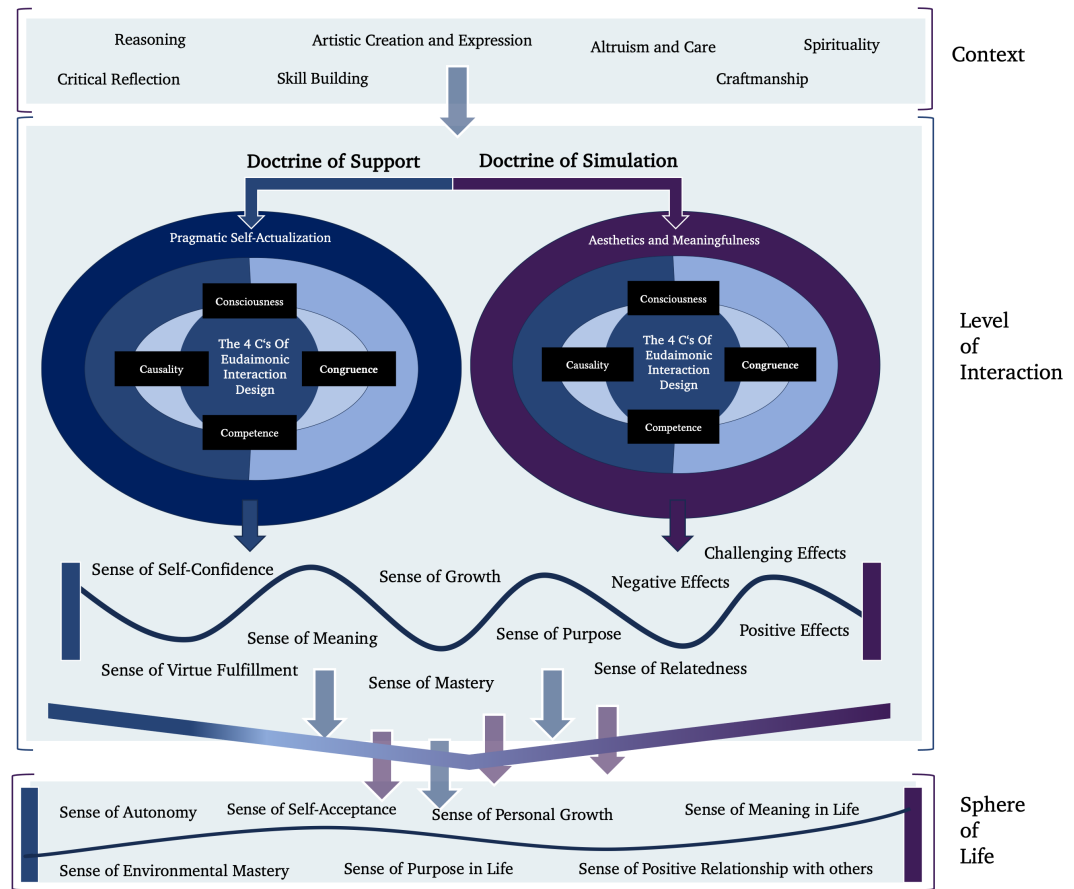 Reasoning
Artistic Creation and Expression
Altruism and Care
Spirituality
Critical Reflection
Skill Building
Craftmanship
Context
Doctrine of Support
Doctrine of Simulation
Pragmatic Self-Actualization
Consciousness
The 4 C's Of
Eudaimonic
Interaction
Design
Causality
Congruence
Competence
Aesthetics and Meaningfulness
Consciousness
The 4 C's Of
Eudaimonic
Interaction
Design
Causality
Congruence
Competence
Level
of
Interaction
Sense of Self-Confidence
Sense of Growth
Negative Effects
Challenging Effects
Sense of Meaning
Sense of Purpose
Positive Effects
Sense of Virtue Fulfillment
Sense of Mastery
Sense of Relatedness
Sense of Autonomy
Sense of Self-Acceptance
Sense of Personal Growth
Sense of Meaning in Life
Sense of Environmental Mastery
Sense of Purpose in Life
Sense of Positive Relationship with others
Sphere
of
Life